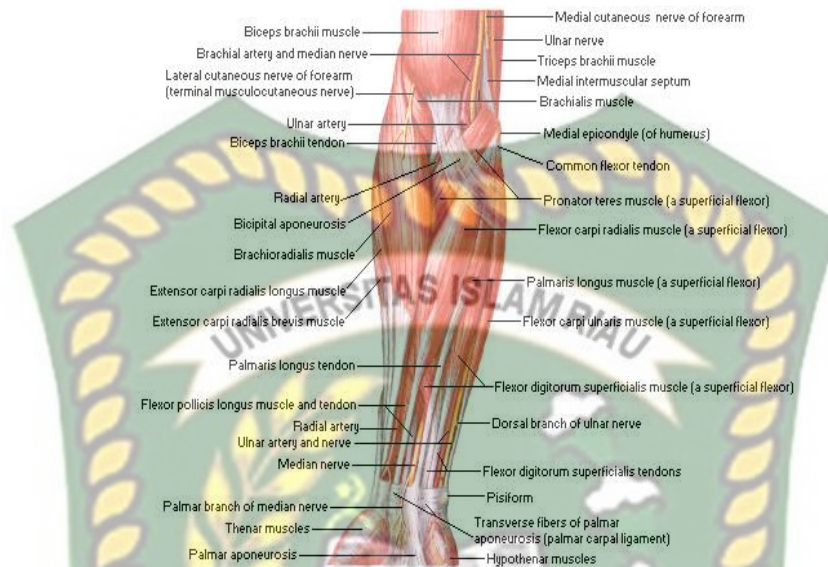 Biceps brachii muscle
Brachial artery and median nerve
Lateral cutaneous nerve of forearm
(terminal musculocutaneous nerve)
Ulnar artery
Biceps brachii tendon
Radial artery
Bicipital aponeurosis
Brachioradialis muscle
Extensor carpi radialis longus muscle
Extensor carpi radialis brevis muscle
Palmaris longus tendon
Flexor pollicis longus muscle and tendon
Radial artery
Ulnar artery and nerve
Median nerve
Palmar branch of median nerve
Thenar muscles
Palmar aponeurosis
Medial cutaneous nerve of forearm
Ulnar nerve
Triceps brachii muscle
Medial intermuscular septum
Brachialis muscle
Medial epicondyle (of humerus)
Common flexor tendon
Pronator teres muscle (a superficial flexor)
Flexor carpi radialis muscle (a superficial flexor)
Palmaris longus muscle (a superficial flexor)
Flexor carpi ulnaris muscle (a superficial flexor)
Flexor digitorum superficialis muscle (a superficial flexor)
Dorsal branch of ulnar nerve
Flexor digitorum superficialis tendons
Pisiform
Transverse fibers of palmar
aponeurosis (palmar carpal ligament)
Hypothenar muscles
UNIVERSITAS ISLAM RIAU